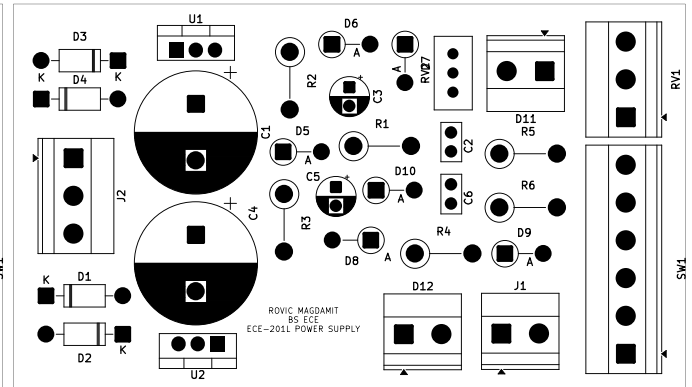 U1
D6
D3
K
K
A
A
R2
RV2
D7
C3
RV1
D4
D11
C1
D5
R1
R5
A
C2
J2
C5
D10
C6
R6
A
C4
R3
R4
D9
D8
A
A
SW1
SW1
K
D1
D12
J1
ROVIC MAGDAMIT
BS ECE
ECE-201L POWER SUPPLY
D2
K
U2